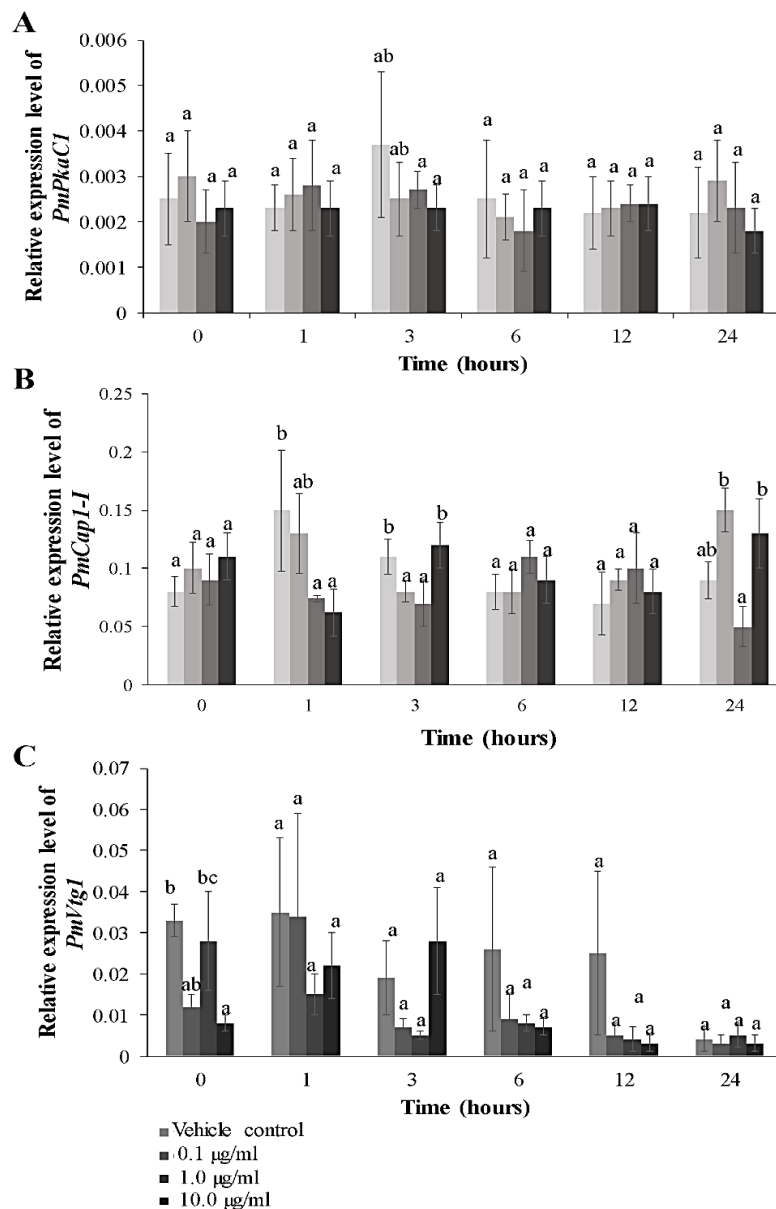 A
Relative expression level of
PmPkaC1
0.006
0.005
0.004
0.003
0.002
0.001
0
a a a a
a a a a
ab ab a a
a a a a
a a a a
a a a a
0 1 3 6 12 24
Time (hours)
B
Relative expression level of
PmCap1-I
0.25
0.2
0.15
0.1
0.05
0
a a a a
b ab a a
b a a b
a a a a
a a a a
ab b a b
0 1 3 6 12 24
Time (hours)
C
Relative expression level of
PmVtg1
0.07
0.06
0.05
0.04
0.03
0.02
0.01
0
b ab bc a
a a a a
a a a a
a a a a
a a a a
a a a a
0 1 3 6 12 24
Time (hours)
Vehicle control
0.1 µg/ml
1.0 µg/ml
10.0 µg/ml